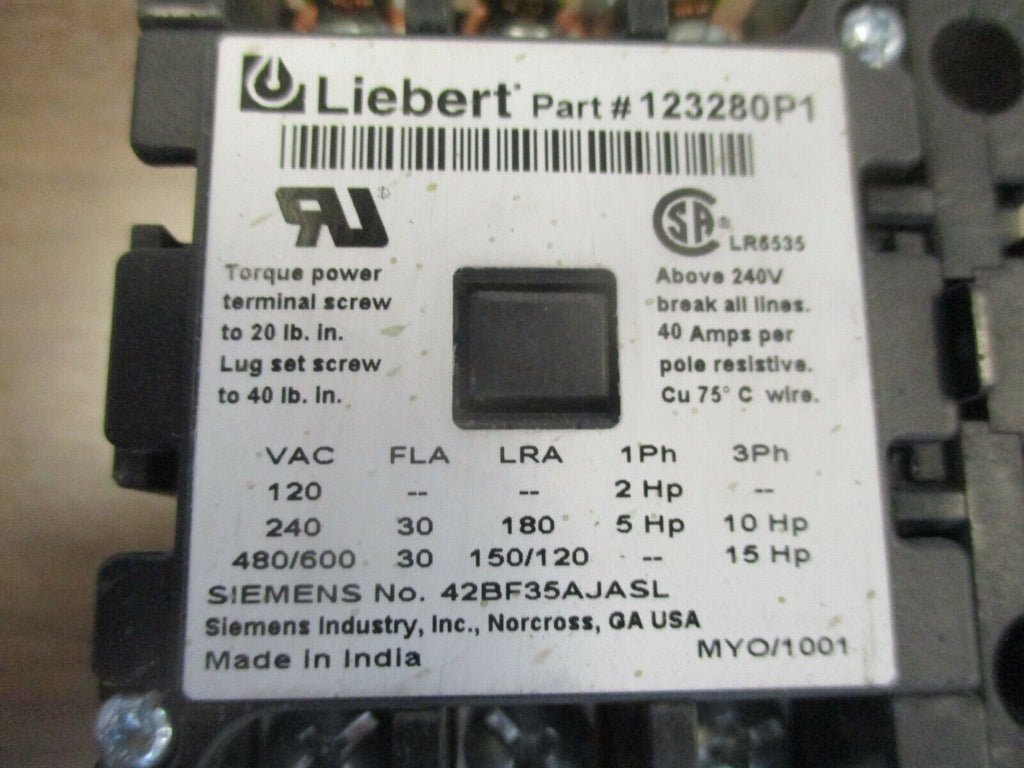 Liebert® Part # 123280P1
RU ®
CSA ® LR6535
Torque power
terminal screw
to 20 lb. in.
Lug set screw
to 40 lb. in.
Above 240V
break all lines.
40 Amps per
pole resistive.
Cu 75° C wire.
VAC FLA LRA 1Ph 3Ph
120 -- -- 2 Hp --
240 30 180 5 Hp 10 Hp
480/600 30 150/120 -- 15 Hp
SIEMENS No. 42BF35AJASL
Siemens Industry, Inc., Norcross, GA USA
Made in India MYO/1001